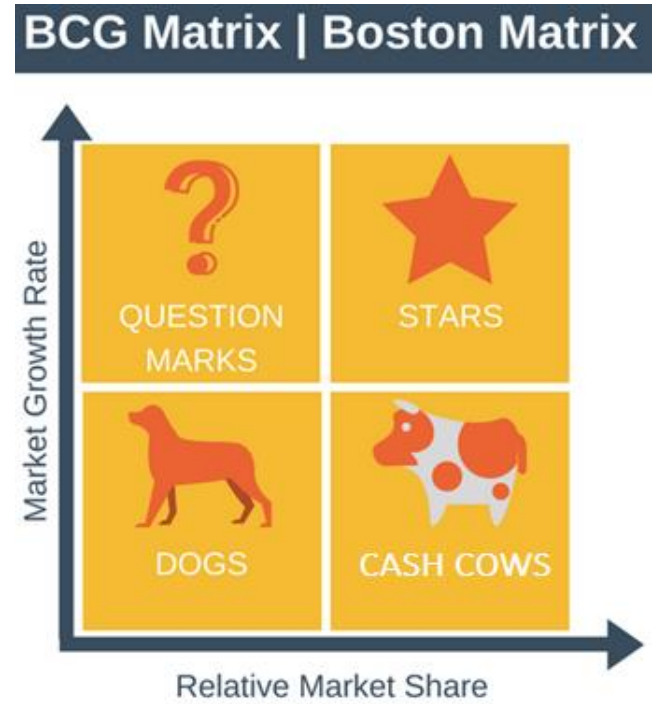 BCG Matrix | Boston Matrix
Market Growth Rate
QUESTION
MARKS
STARS
DOGS
CASH COWS
Relative Market Share